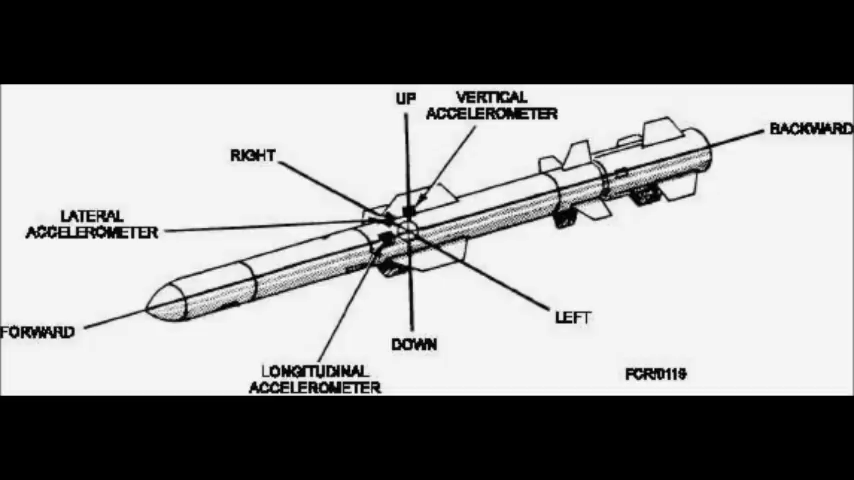 UP
VERTICAL
ACCELEROMETER
BACKWARD
RIGHT
LATERAL
ACCELEROMETER
FORWARD
LEFT
DOWN
LONGITUDINAL
ACCELEROMETER
FCR/0119